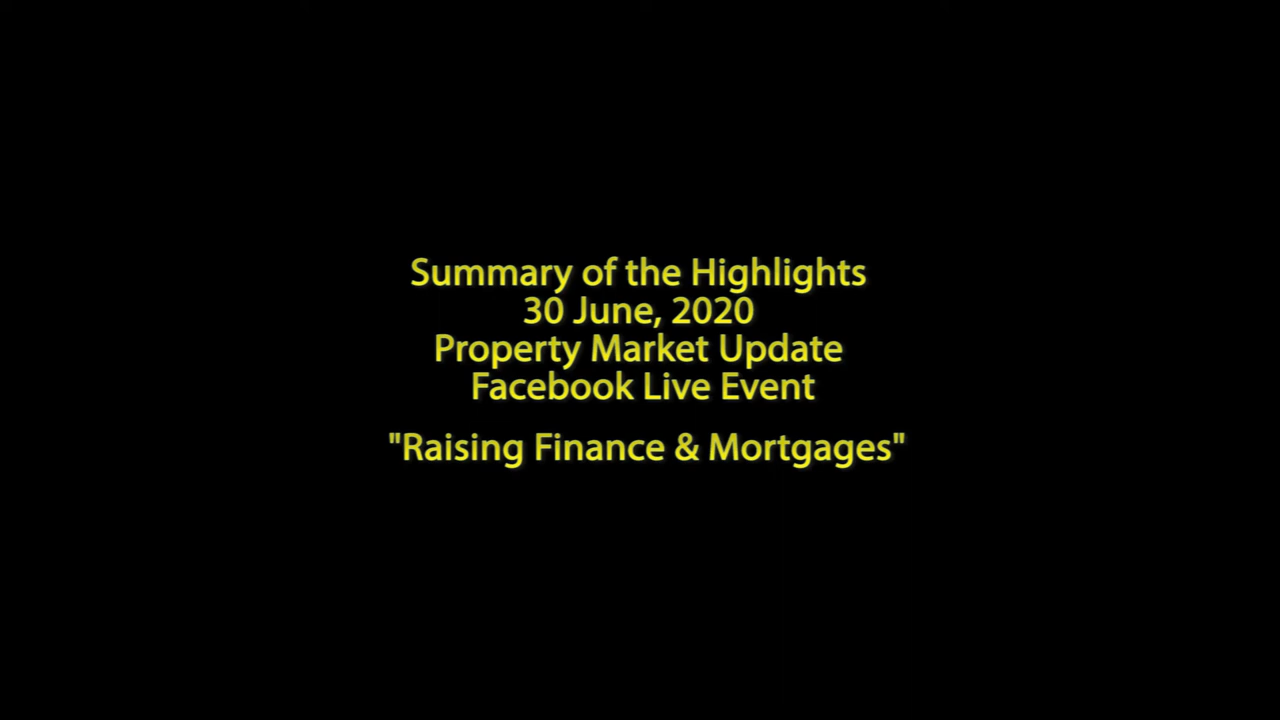 Summary of the Highlights
30 June, 2020
Property Market Update
Facebook Live Event
"Raising Finance & Mortgages"